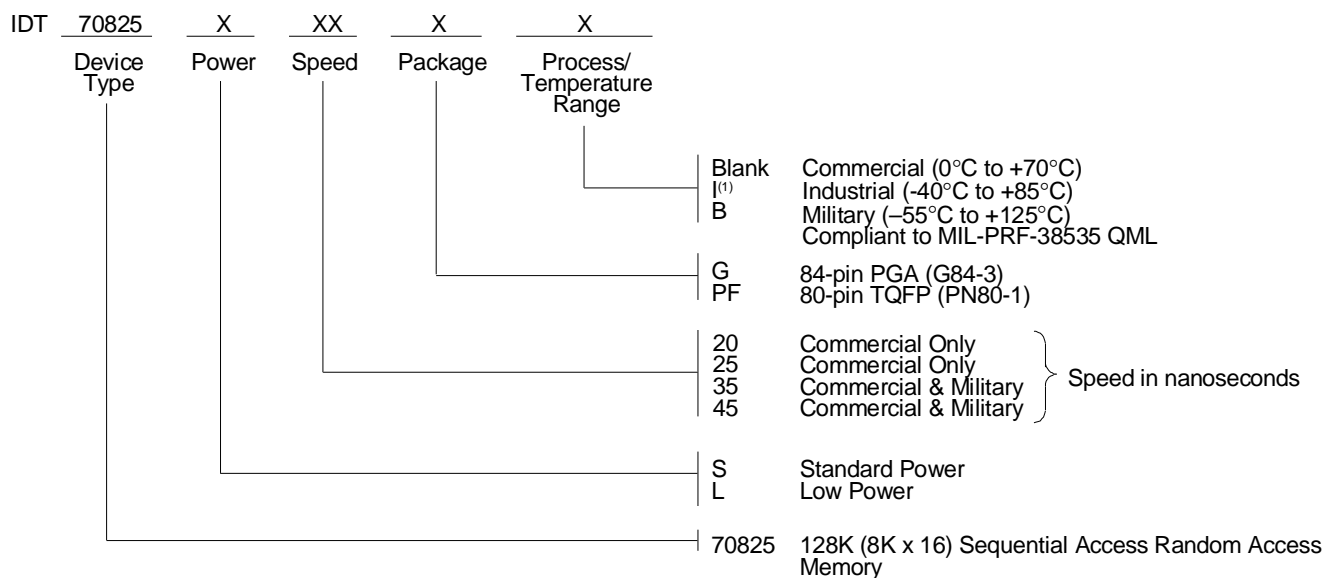 IDT 70825 X XX X X
Device Type Power Speed Package Process/ Temperature Range
Blank Commercial (0°C to +70°C)
I(1) Industrial (-40°C to +85°C)
B Military (–55°C to +125°C)
Compliant to MIL-PRF-38535 QML
G 84-pin PGA (G84-3)
PF 80-pin TQFP (PN80-1)
20 Commercial Only
25 Commercial Only
35 Commercial & Military
45 Commercial & Military
Speed in nanoseconds
S Standard Power
L Low Power
70825 128K (8K x 16) Sequential Access Random Access
Memory